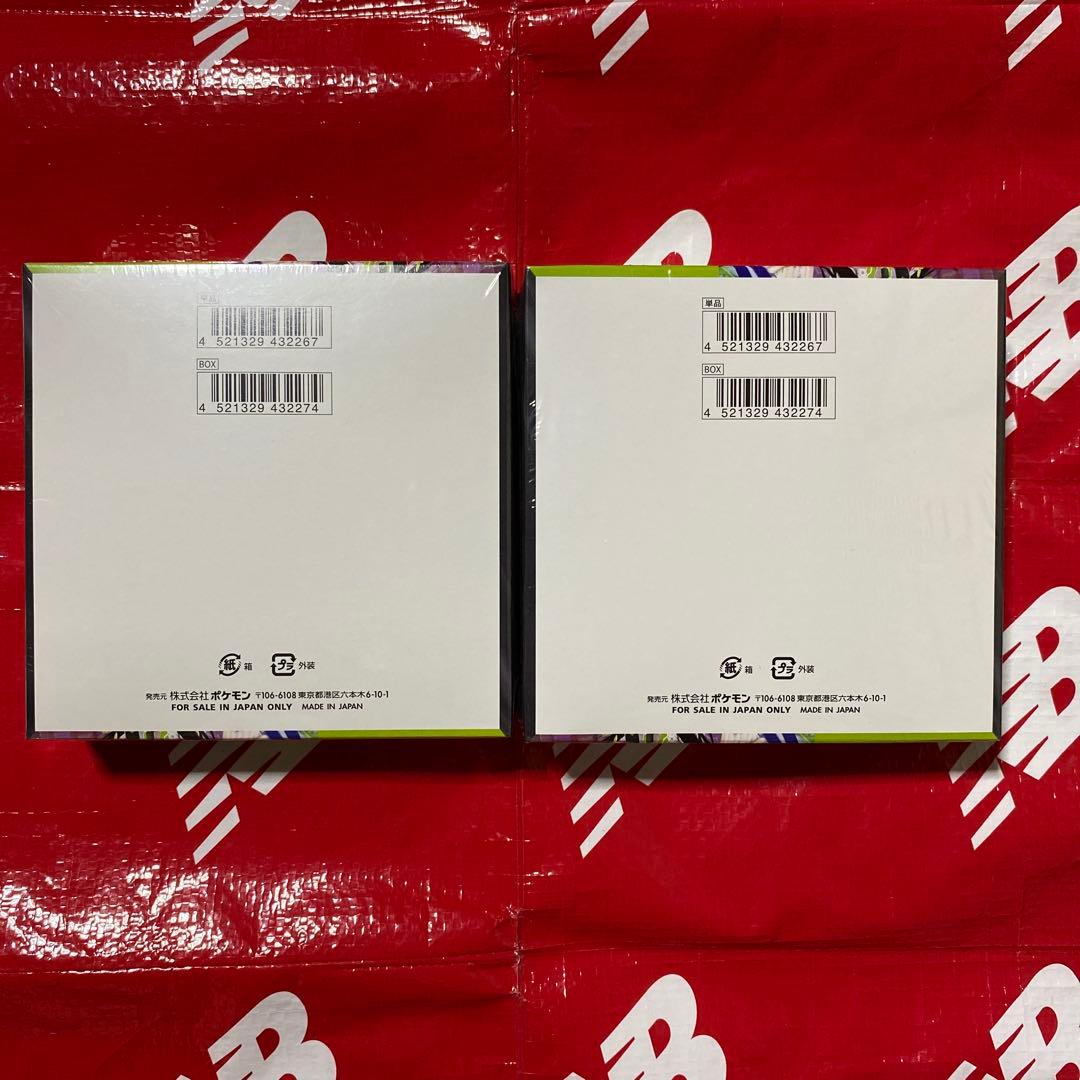 単品
4 521329 432267
BOX
4 521329 432274
紙 箱 プラ 外装
発売元 株式会社ポケモン 〒106-6108 東京都港区六本木6-10-1
FOR SALE IN JAPAN ONLY MADE IN JAPAN
単品
4 521329 432267
BOX
4 521329 432274
紙 箱 プラ 外装
発売元 株式会社ポケモン 〒106-6108 東京都港区六本木6-10-1
FOR SALE IN JAPAN ONLY MADE IN JAPAN